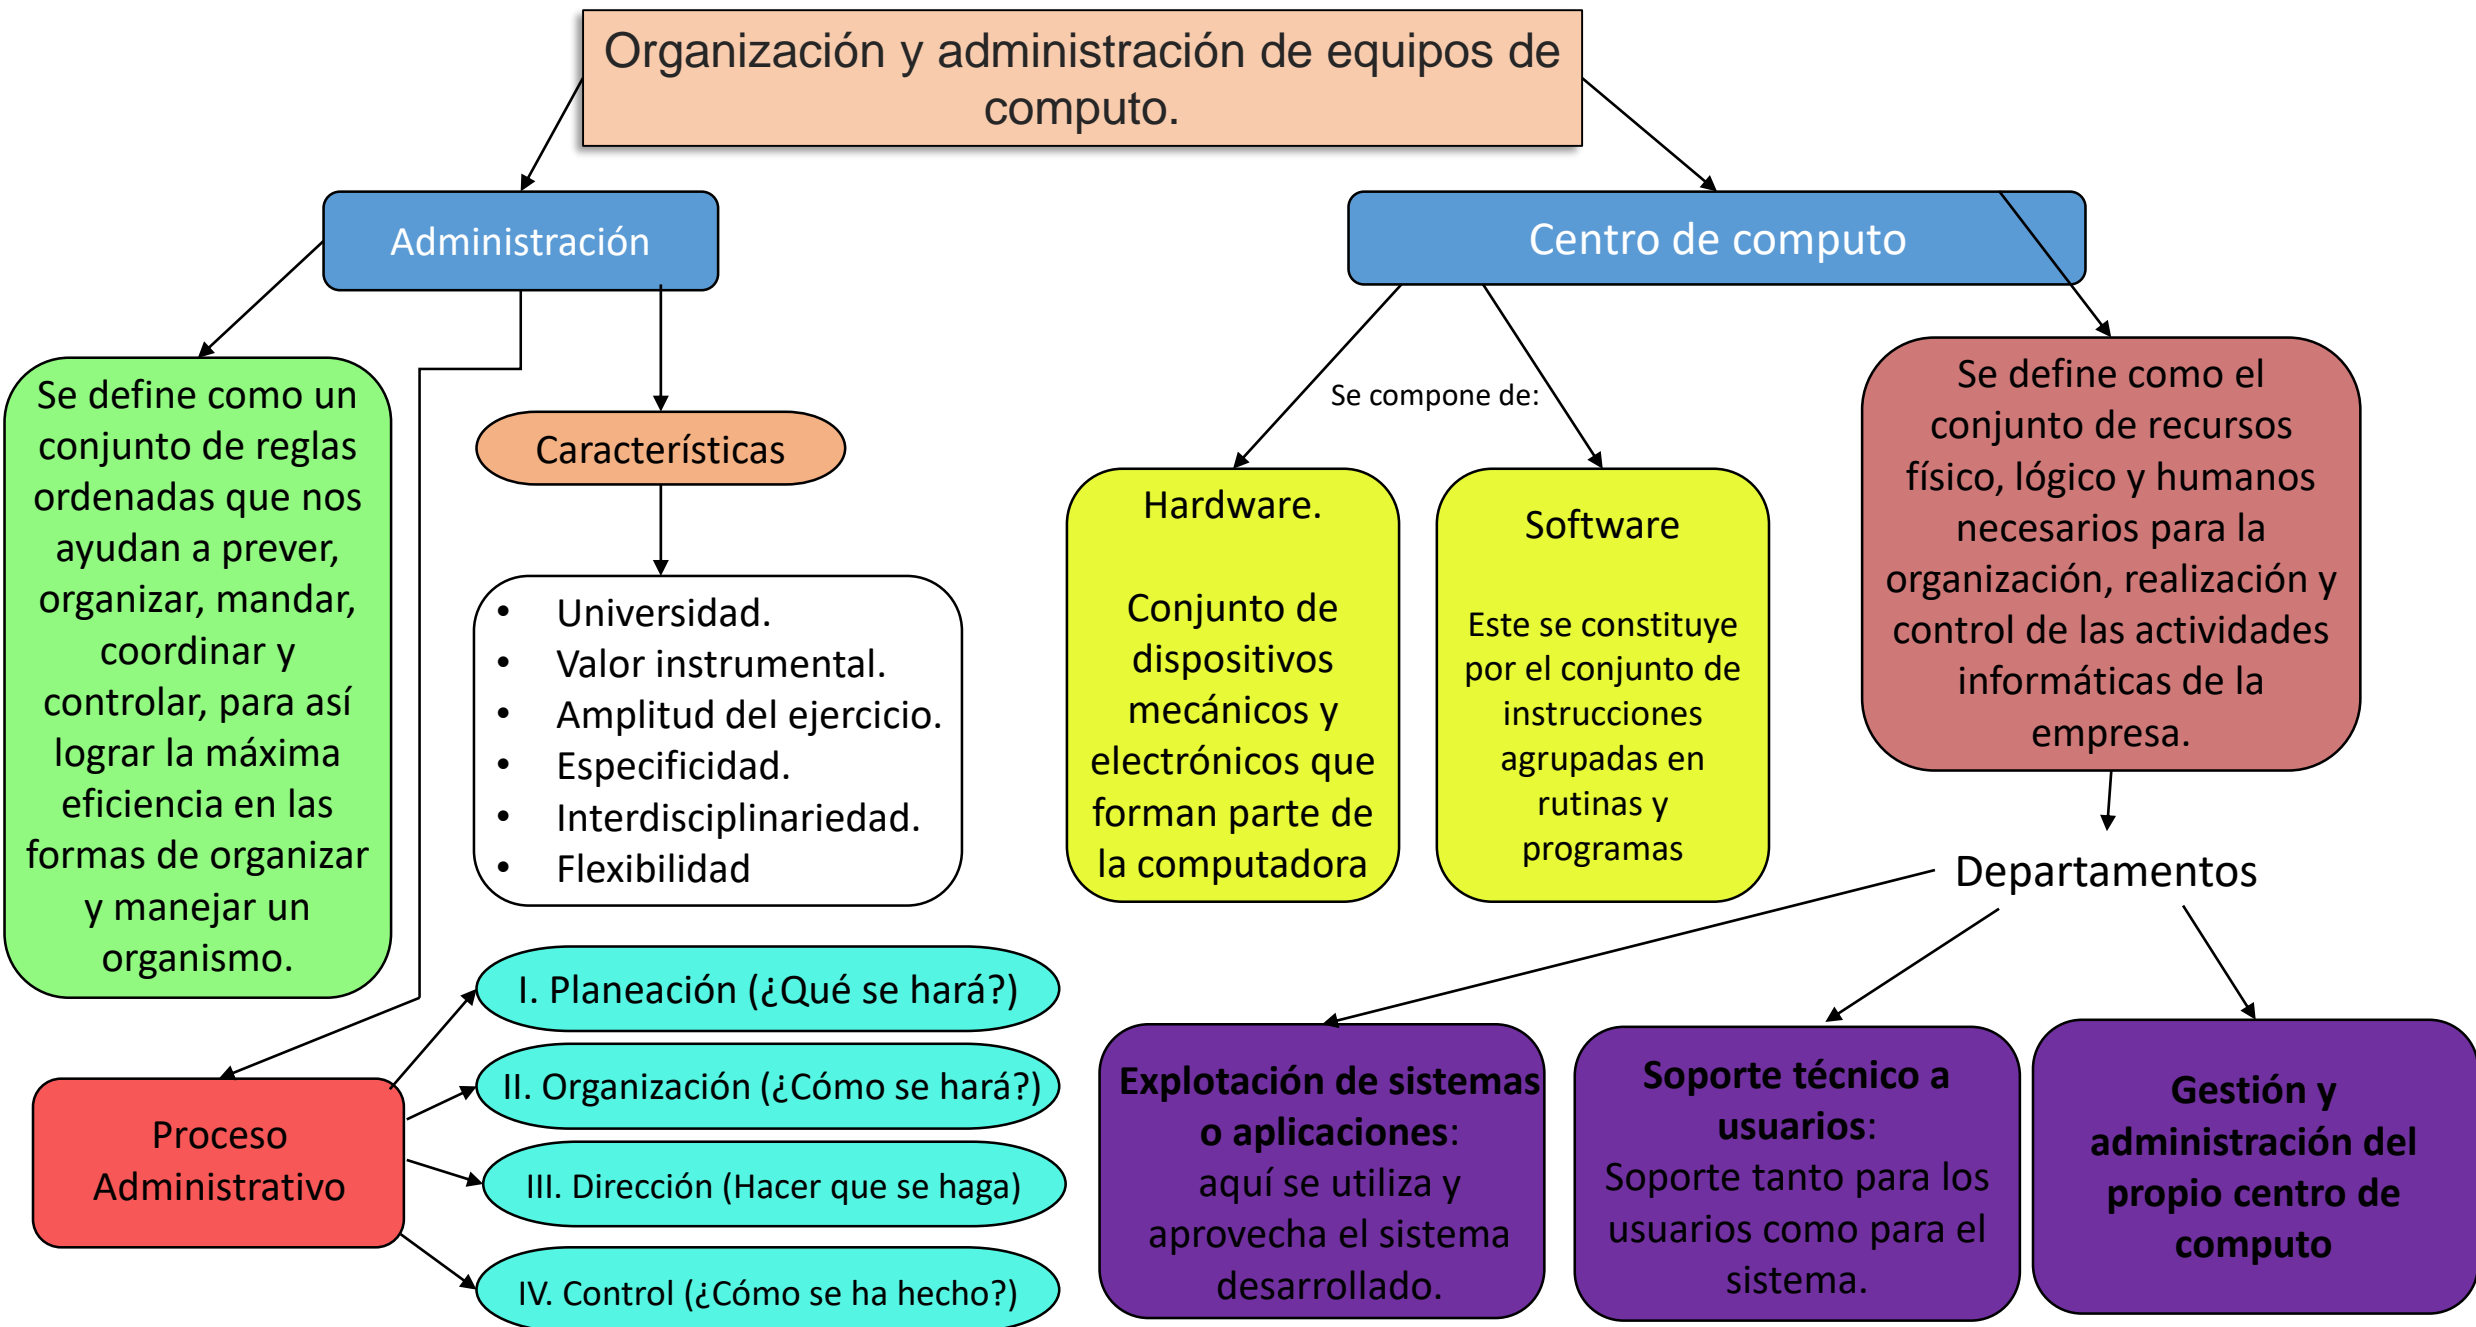 Organización y administración de equipos de
computo.
Administración
Centro de computo
Se define como un
conjunto de reglas
ordenadas que nos
ayudan a prever,
organizar, mandar,
coordinar y
controlar, para así
lograr la máxima
eficiencia en las
formas de organizar
y manejar un
organismo.
Características
• Universidad.
• Valor instrumental.
• Amplitud del ejercicio.
• Especificidad.
• Interdisciplinariedad.
• Flexibilidad
Se compone de:
Hardware.
Conjunto de
dispositivos
mecánicos y
electrónicos que
forman parte de
la computadora
Software
Este se constituye
por el conjunto de
instrucciones
agrupadas en
rutinas y
programas
Se define como el
conjunto de recursos
físico, lógico y humanos
necesarios para la
organización, realización y
control de las actividades
informáticas de la
empresa.
Departamentos
Proceso
Administrativo
I. Planeación (¿Qué se hará?)
II. Organización (¿Cómo se hará?)
III. Dirección (Hacer que se haga)
IV. Control (¿Cómo se ha hecho?)
Explotación de sistemas
o aplicaciones:
aquí se utiliza y
aprovecha el sistema
desarrollado.
Soporte técnico a
usuarios:
Soporte tanto para los
usuarios como para el
sistema.
Gestión y
administración del
propio centro de
computo